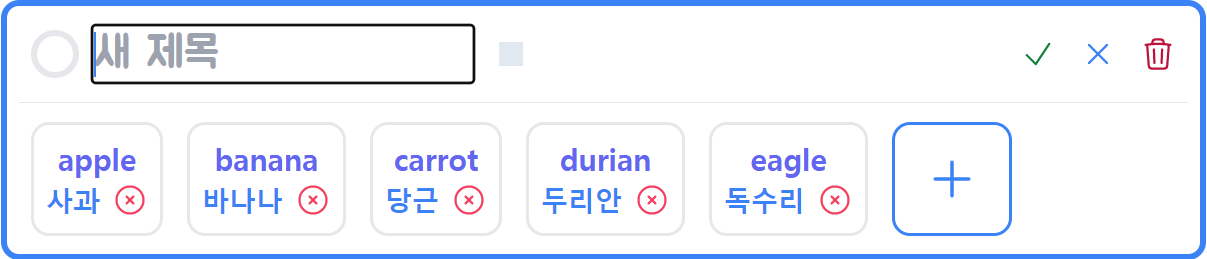 새 제목
apple
사과
banana
바나나
carrot
당근
durian
두리안
eagle
독수리